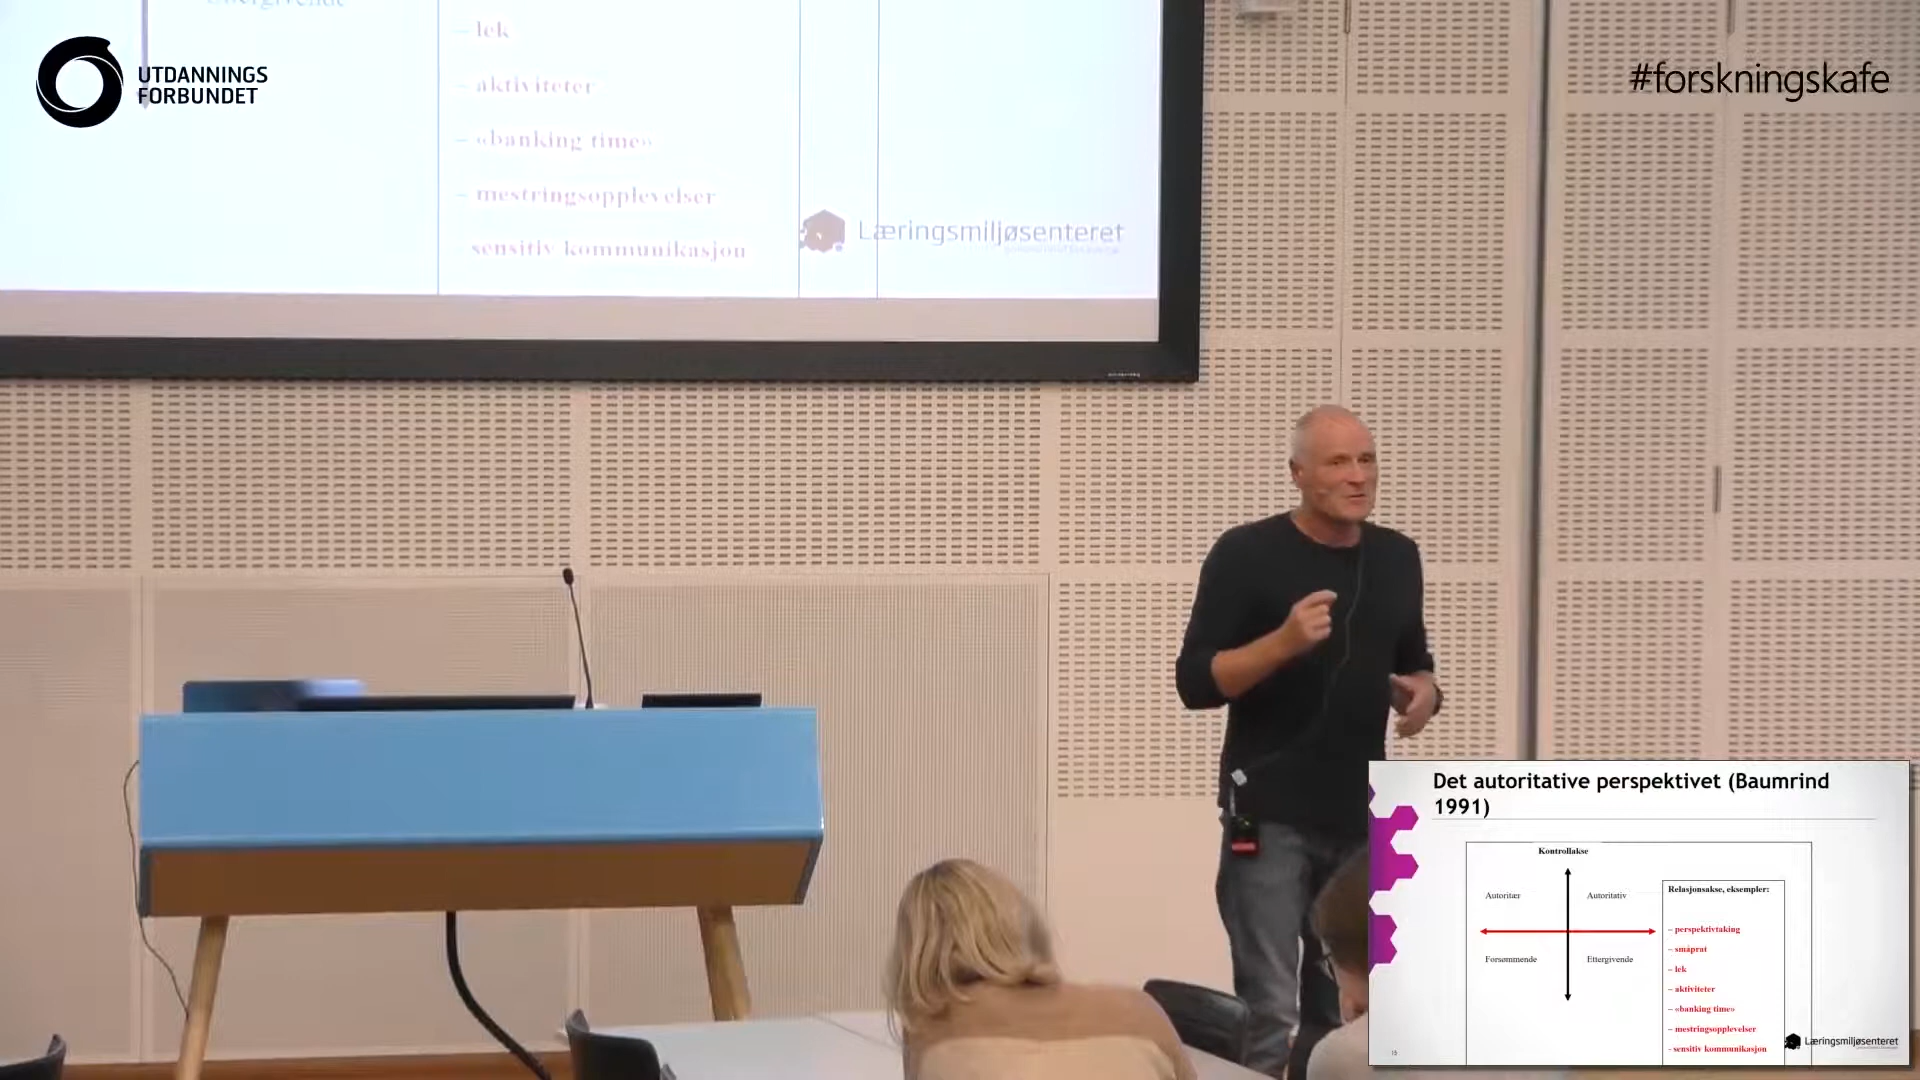 UTDANNINGS
FORBUNDET
#forskningskafe
– lek
– aktiviteter
– «banking time»
– mestringsopplevelser
- sensitiv kommunikasjon
Læringsmiljøsenteret
Det autoritative perspektivet (Baumrind
1991)
Kontrollakse
Autoritær
Autoritativ
Forsømmende
Ettergivende
Relasjonsakse, eksempler:
– perspektivtaking
– småprat
– lek
– aktiviteter
– «banking time»
– mestringsopplevelser
- sensitiv kommunikasjon
Læringsmiljøsenteret
15